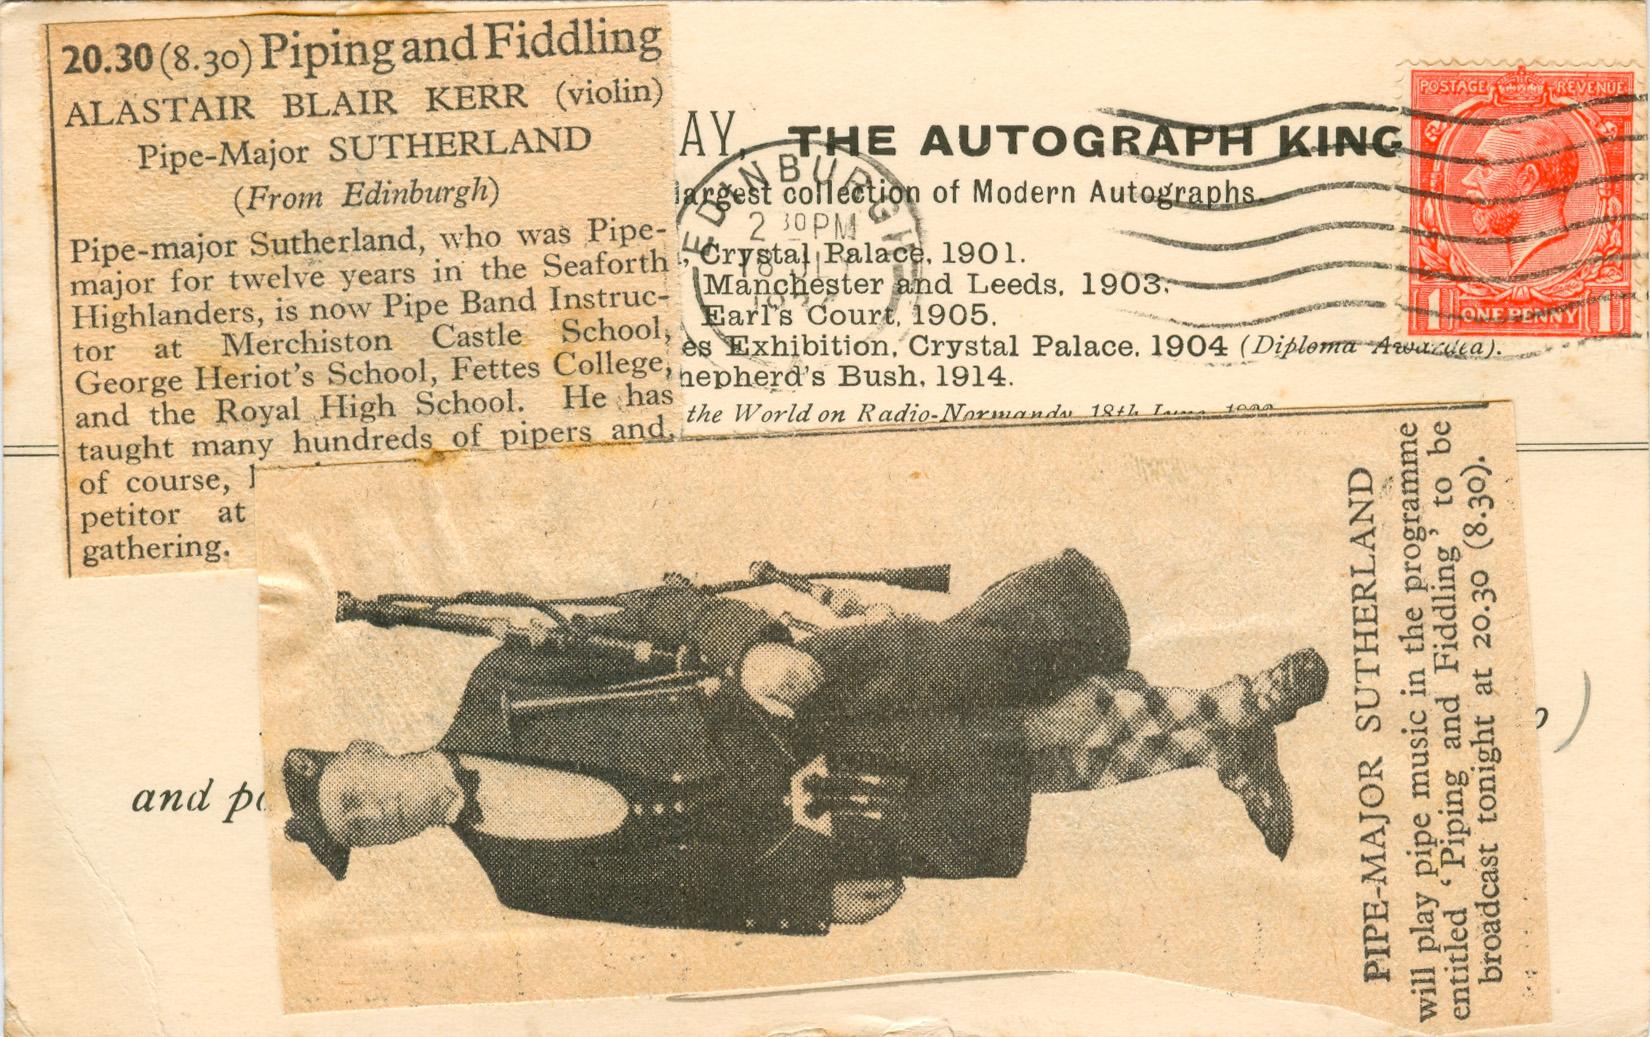 20.30 (8.30) Piping and Fiddling
ALASTAIR BLAIR KERR (violin)
Pipe-Major SUTHERLAND
(From Edinburgh)
Pipe-major Sutherland, who was Pipe-
major for twelve years in the Seaforth
Highlanders, is now Pipe Band Instruc-
tor at Merchiston Castle School,
George Heriot's School, Fettes College,
and the Royal High School. He has
taught many hundreds of pipers and,
of course,
petitor at
gathering.
AY, THE AUTOGRAPH KING
largest collection of Modern Autographs.
, Crystal Palace, 1901.
Manchester and Leeds, 1903.
Earl's Court, 1905.
es Exhibition, Crystal Palace, 1904 (Diploma Awarded).
hepherd's Bush, 1914.
the World on Radio-Normandy, 18th June,
EDINBURGH
2 30 PM
POSTAGE REVENUE
1 ONE PENNY 1
and
PIPE-MAJOR SUTHERLAND
will play pipe music in the programme
entitled 'Piping and Fiddling' to be
broadcast tonight at 20.30 (8.30).